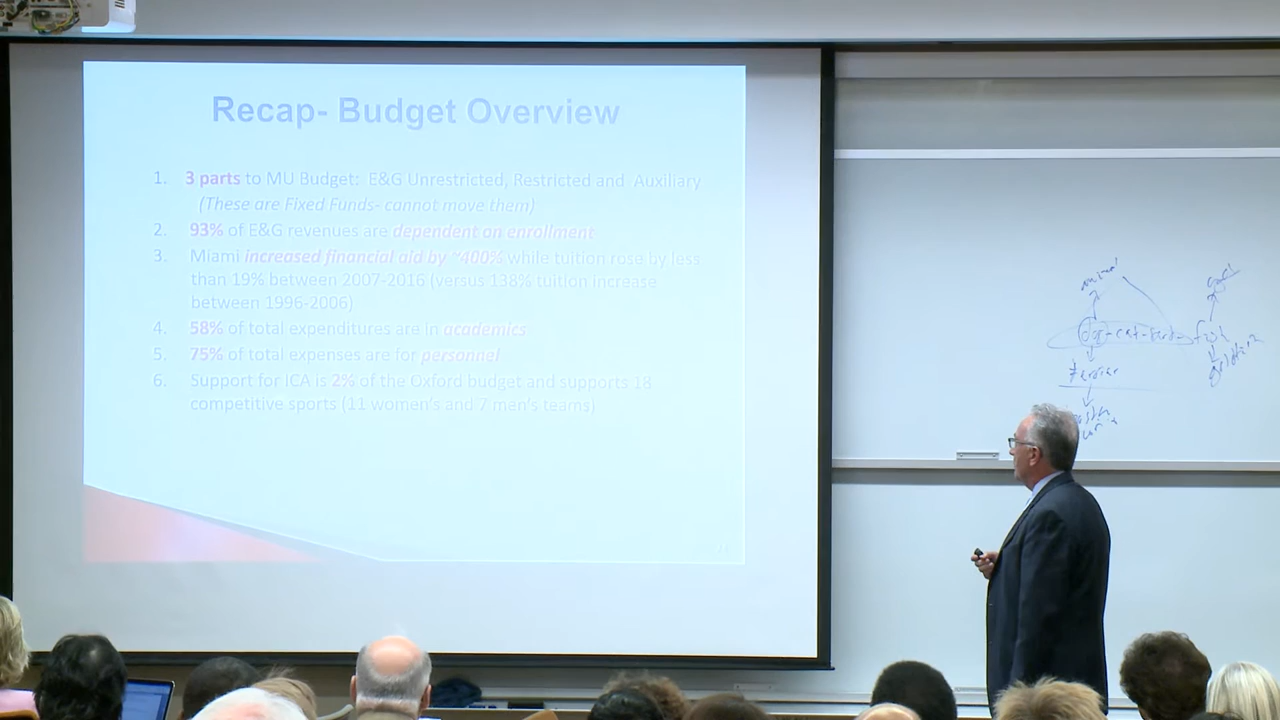 Recap- Budget Overview
1. 3 parts to MU Budget: E&G Unrestricted, Restricted and Auxiliary
(These are Fixed Funds- cannot move them)
2. 93% of E&G revenues are dependent on enrollment
3. Miami increased financial aid by ~400% while tuition rose by less
than 19% between 2007-2016 (versus 138% tuition increase
between 1996-2006)
4. 58% of total expenditures are in academics
5. 75% of total expenses are for personnel
6. Support for ICA is 2% of the Oxford budget and supports 18
competitive sports (11 women's and 7 men's teams)